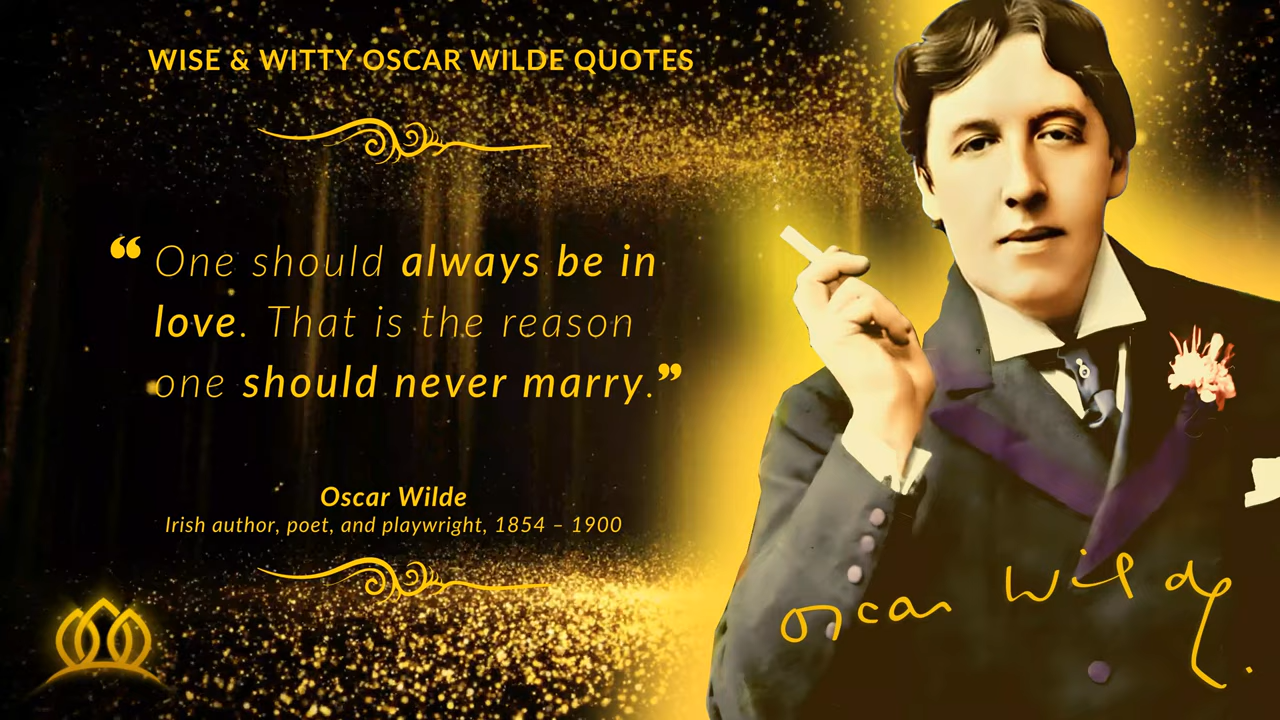 WISE & WITTY OSCAR WILDE QUOTES
“One should always be in
love. That is the reason
one should never marry.”
Oscar Wilde
Irish author, poet, and playwright, 1854 – 1900
Oscar Wilde.